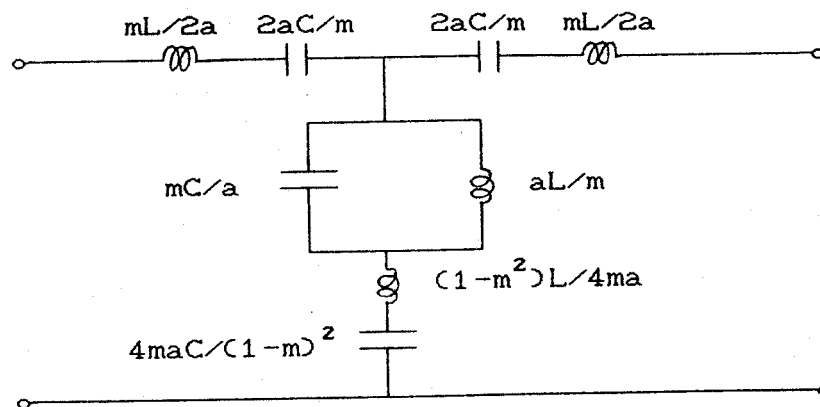 mL/2a 2aC/m 2aC/m mL/2a
mC/a aL/m
(1-m²)L/4ma
4maC/(1-m)²